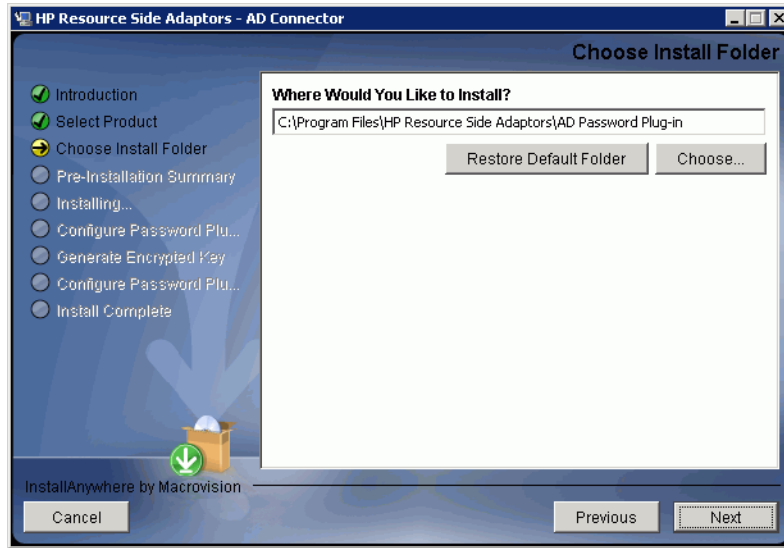 HP Resource Side Adaptors - AD Connector
Choose Install Folder
Introduction
Select Product
Choose Install Folder
Pre-Installation Summary
Installing...
Configure Password Plu...
Generate Encrypted Key
Configure Password Plu...
Install Complete
Where Would You Like to Install?
C:\Program Files\HP Resource Side Adaptors\AD Password Plug-in
Restore Default Folder
Choose...
InstallAnywhere by Macrovision
Cancel
Previous
Next